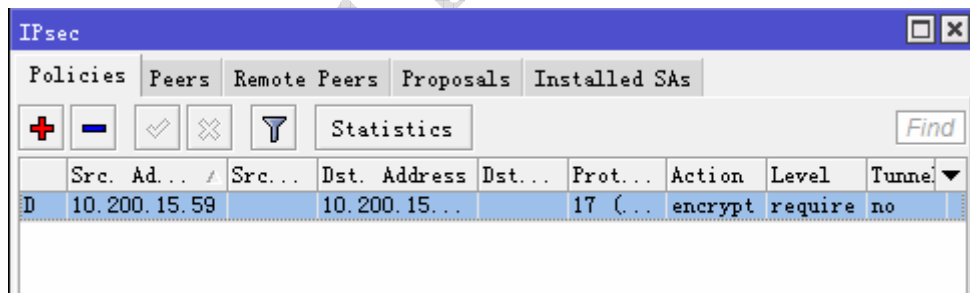 IPsec
Policies Peers Remote Peers Proposals Installed SAs
Statistics Find
Src. Ad... Src... Dst. Address Dst... Prot... Action Level Tunnel
D 10.200.15.59 10.200.15... 17 (... encrypt require no